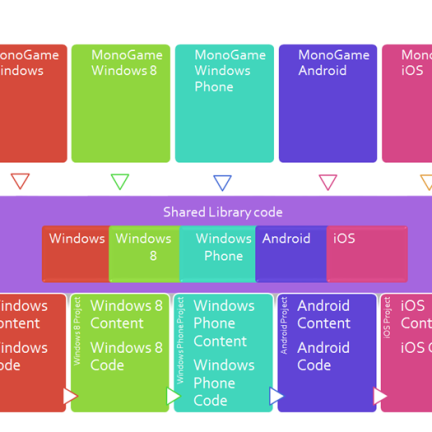 onoGame
indows
MonoGame
Windows 8
MonoGame
Windows
Phone
MonoGame
Android
Mono
iOS
Shared Library code
Windows
Windows
8
Windows
Phone
Android
iOS
indows
ontent
indows
ode
Windows 8 Project
Windows 8
Content
Windows 8
Code
Windows Phone Project
Windows
Phone
Content
Windows
Phone
Code
Android Project
Android
Content
Android
Code
iOS Project
iOS
Cont
iOS C